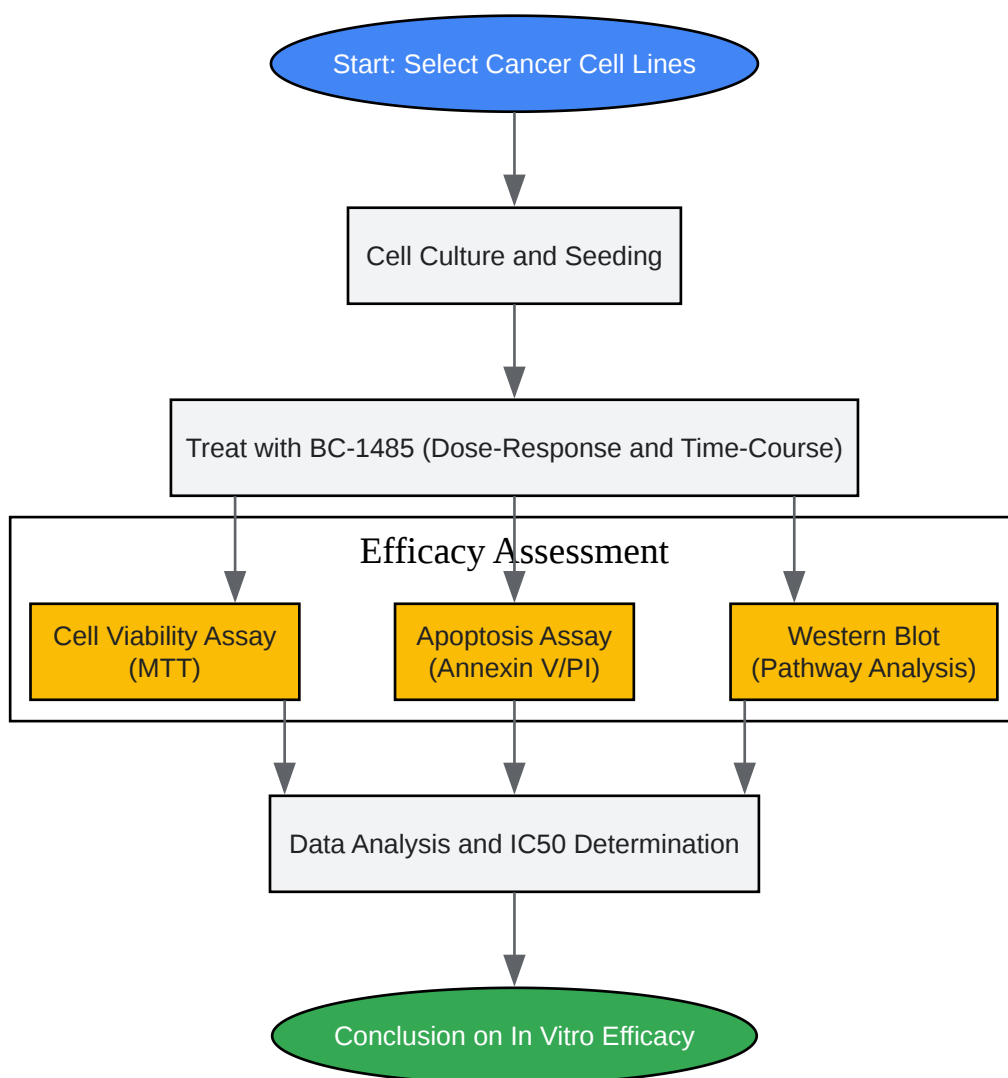 Start: Select Cancer Cell Lines
Cell Culture and Seeding
Treat with BC-1485 (Dose-Response and Time-Course)
Efficacy Assessment
Cell Viability Assay
(MTT)
Apoptosis Assay
(Annexin V/PI)
Western Blot
(Pathway Analysis)
Data Analysis and IC50 Determination
Conclusion on In Vitro Efficacy